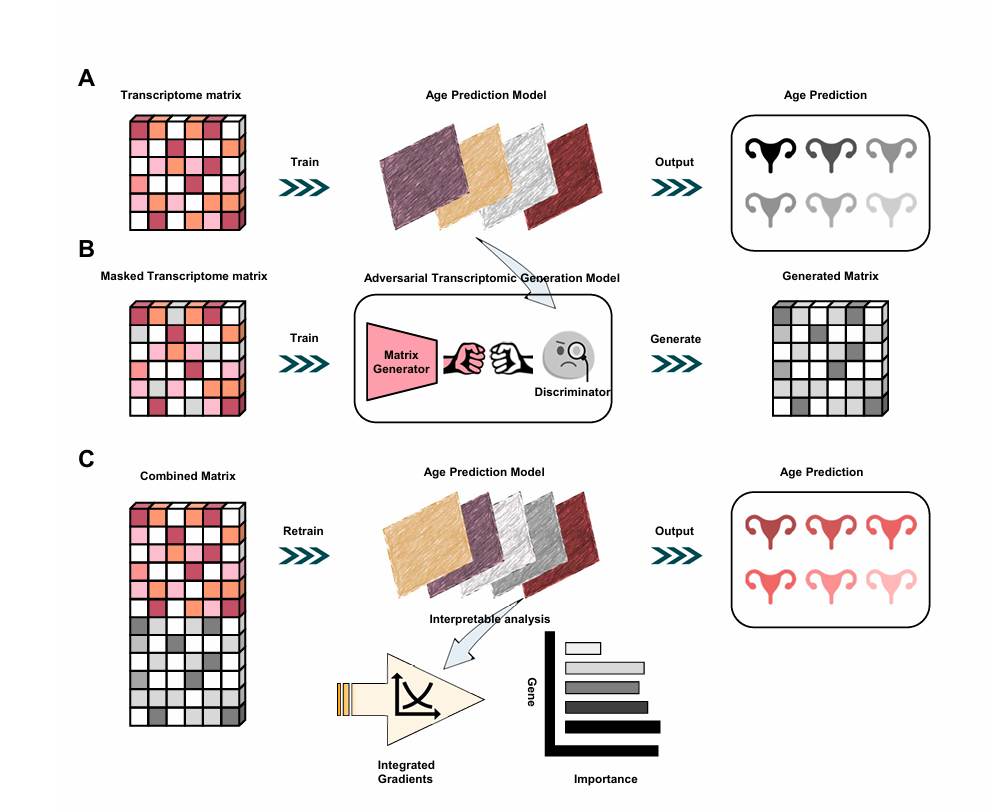 A
Transcriptome matrix
Age Prediction Model
Age Prediction
Train
Output
B
Masked Transcriptome matrix
Adversarial Transcriptomic Generation Model
Generated Matrix
Train
Matrix
Generator
Discriminator
Generate
C
Combined Matrix
Age Prediction Model
Age Prediction
Retrain
Output
Interpretable analysis
Gene
Integrated
Gradients
Importance